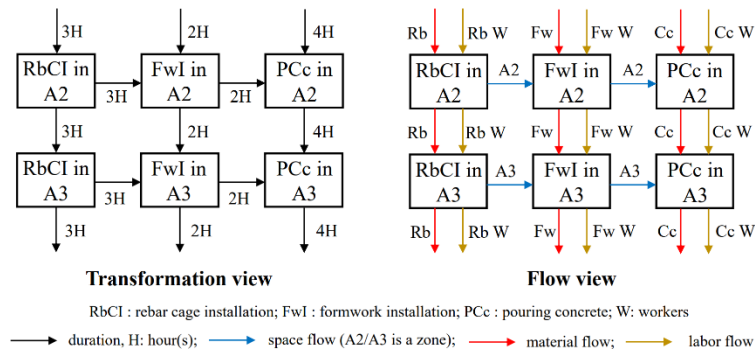 3H 2H 4H
RbCI in A2
3H
FwI in A2
2H
PCc in A2
3H 2H 4H
RbCI in A3
3H
FwI in A3
2H
PCc in A3
3H 2H 4H
Transformation view
Rb Rb W Fw Fw W Cc Cc W
RbCI in A2
A2
FwI in A2
A2
PCc in A2
Rb Rb W Fw Fw W Cc Cc W
RbCI in A3
A3
FwI in A3
A3
PCc in A3
Rb Rb W Fw Fw W Cc Cc W
Flow view
RbCI : rebar cage installation; FwI : formwork installation; PCc : pouring concrete; W: workers
duration, H: hour(s); space flow (A2/A3 is a zone); material flow; labor flow